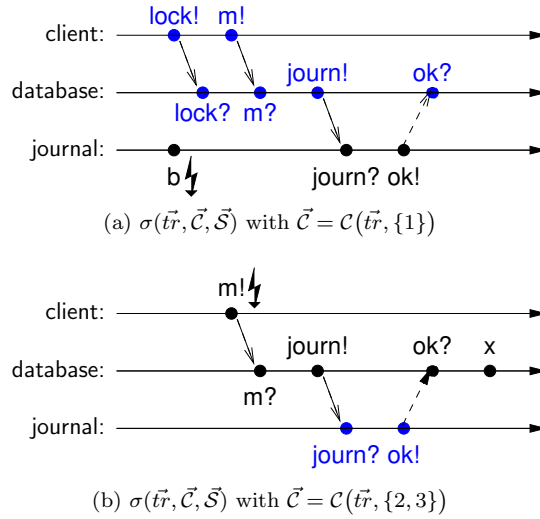 lock! m!
client:
journ! ok?
database:
lock? m?
journal:
b journ? ok!
(a) σ(t⃗r, C⃗, S⃗) with C⃗ = C(t⃗r, {1})
m!
client:
journ! ok? x
database:
m?
journal:
journ? ok!
(b) σ(t⃗r, C⃗, S⃗) with C⃗ = C(t⃗r, {2, 3})